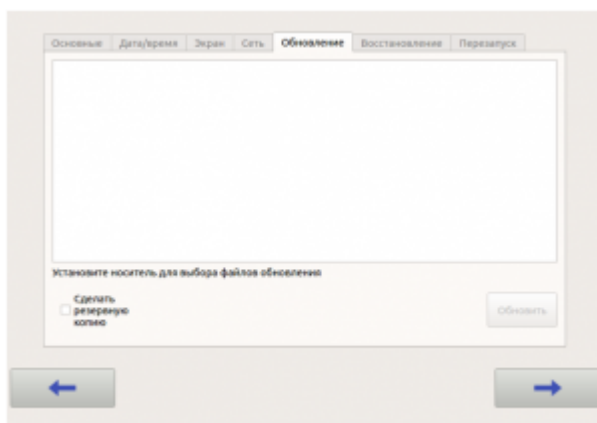 Основные Дата/время Экран Сеть Обновление Восстановление Перезапуск
Установите носитель для выбора файлов обновления
Сделать
резервную
копию
Обновить